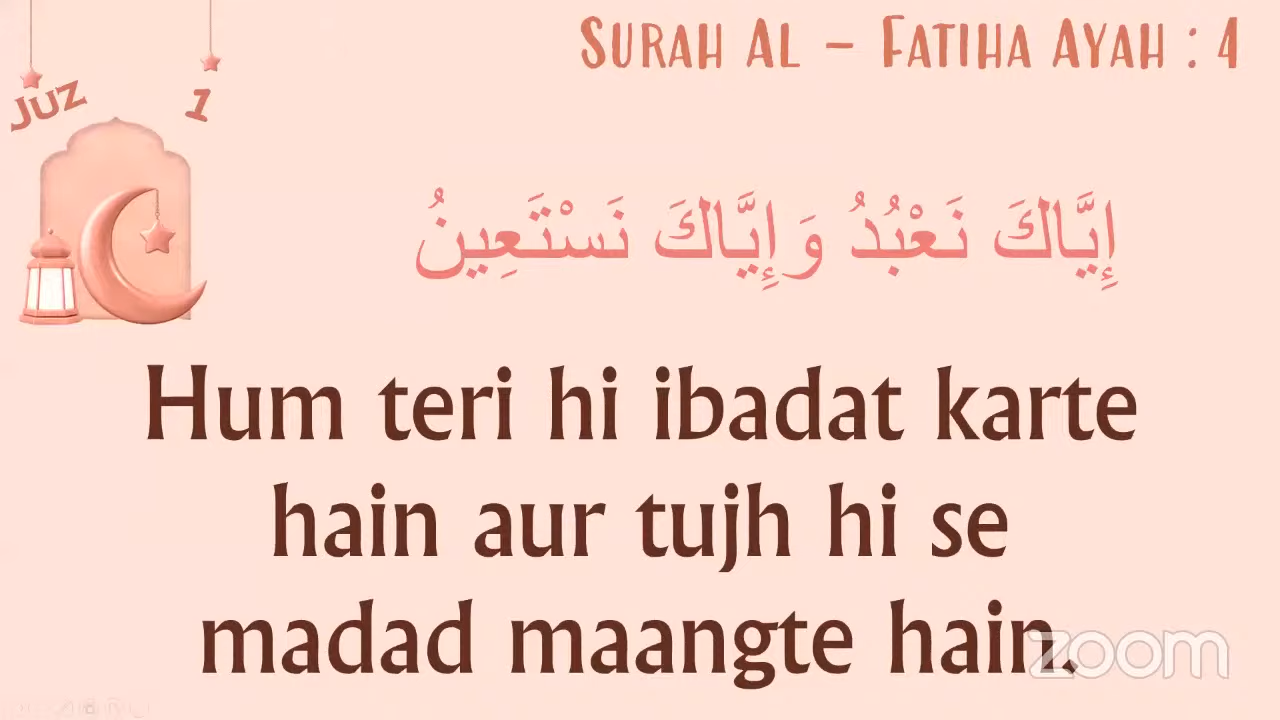 Surah Al - Fatiha Ayah : 4
Juz 1
إِيَّاكَ نَعْبُدُ وَإِيَّاكَ نَسْتَعِينُ
Hum teri hi ibadat karte
hain aur tujh hi se
madad maangte hain.
zoom